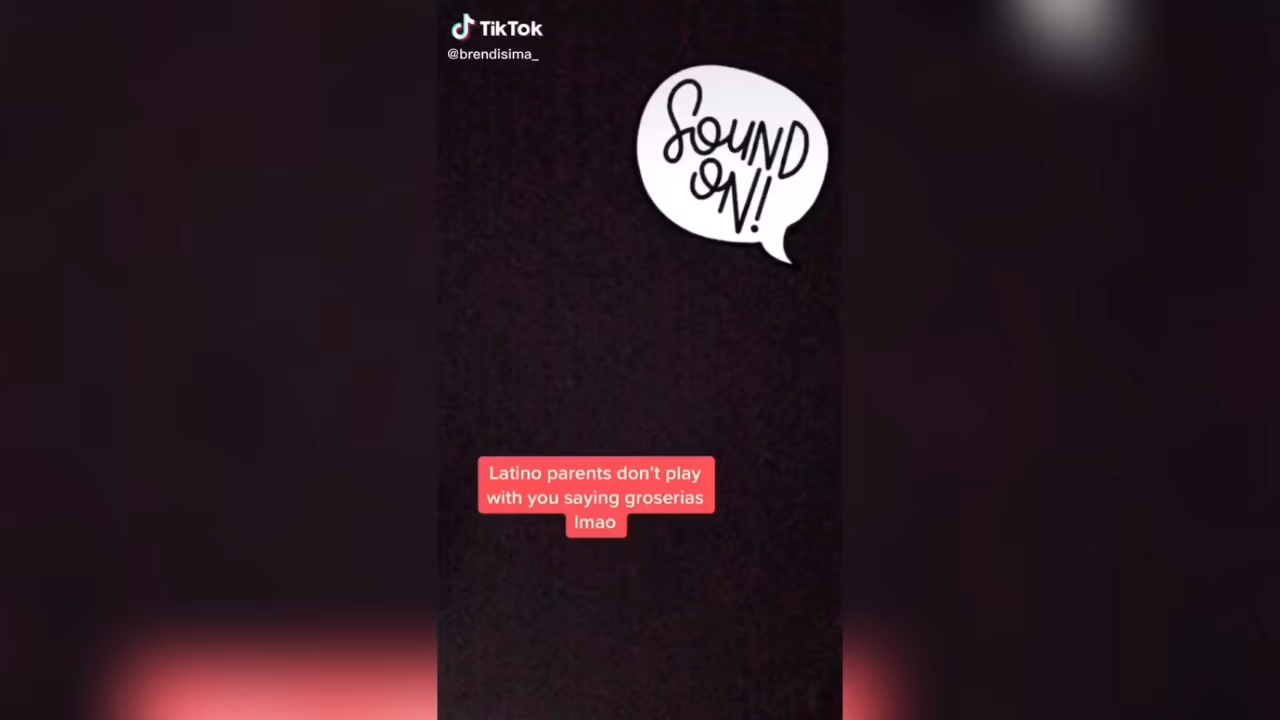 TikTok
@brendisima_
SOUND
ON!
Latino parents don't play
with you saying groserias
lmao